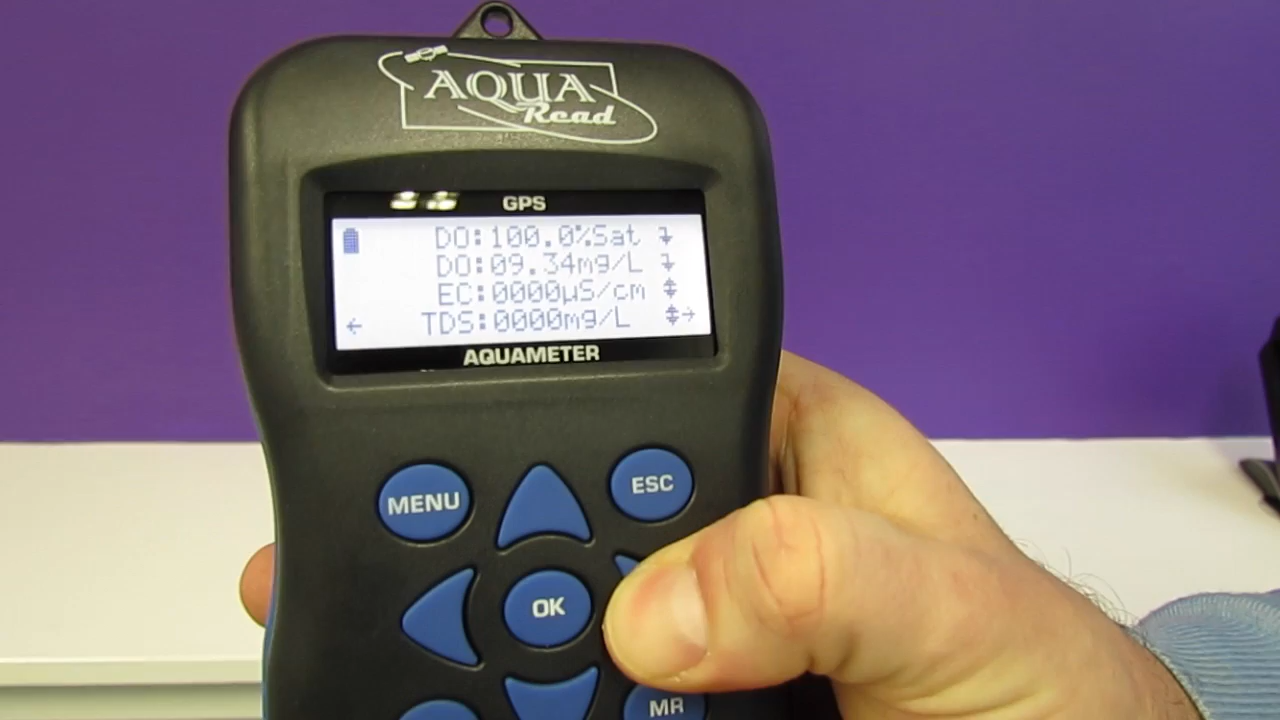 AQUA
Read
GPS
DO:100.0%Sat
DO:09.34mg/L
EC:0000µS/cm
← TDS:0000mg/L →
AQUAMETER
MENU
ESC
OK
MR